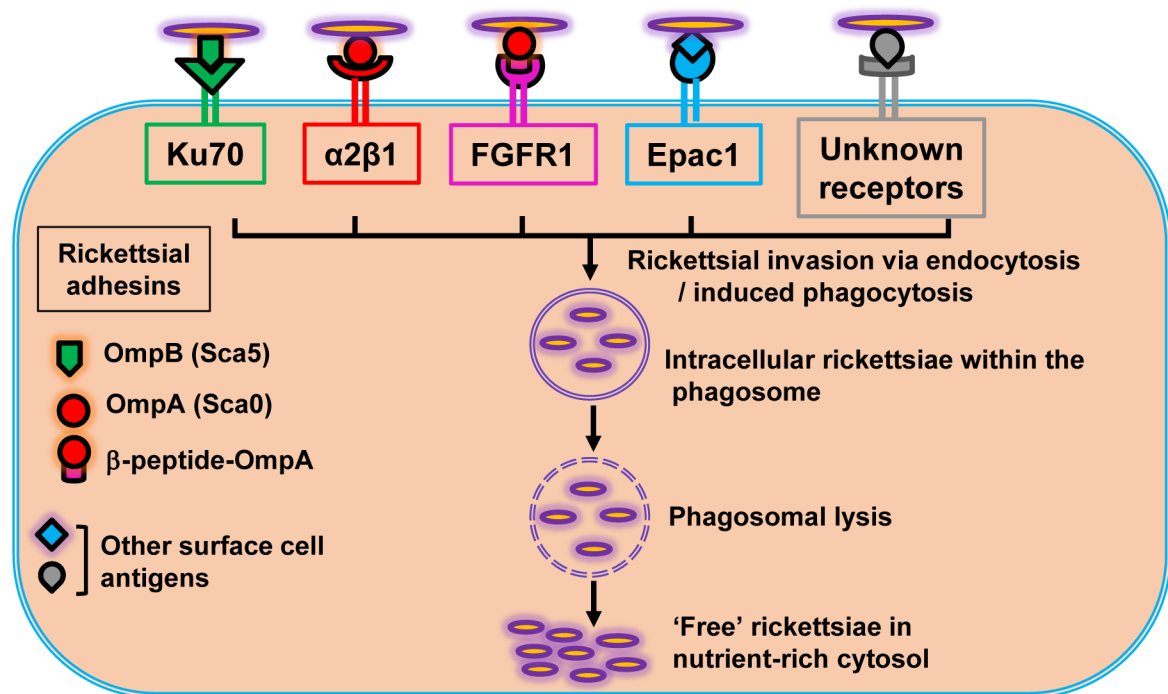 Ku70
α2β1
FGFR1
Epac1
Unknown
receptors
Rickettsial
adhesins
OmpB (Sca5)
OmpA (Sca0)
β-peptide-OmpA
Other surface cell
antigens
Rickettsial invasion via endocytosis
/ induced phagocytosis
Intracellular rickettsiae within the
phagosome
Phagosomal lysis
‘Free’ rickettsiae in
nutrient-rich cytosol